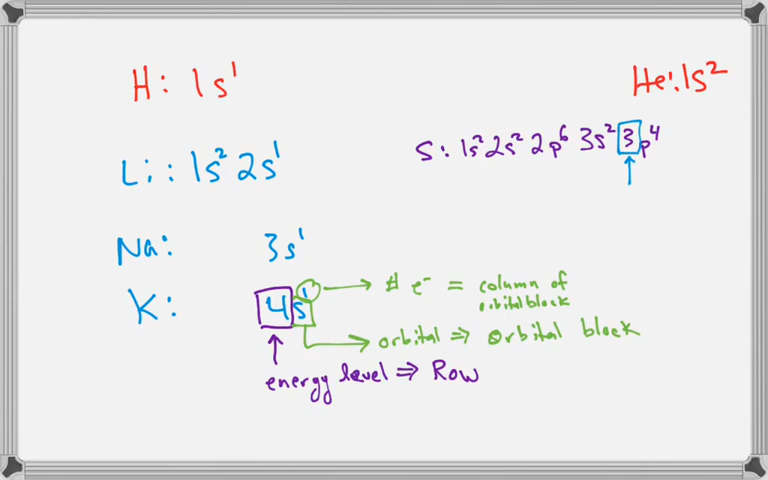 H: 1s¹
He: 1s²
S: 1s² 2s² 2p⁶ 3s² 3p⁴
Li: 1s² 2s¹
Na: 3s¹
K: 4s¹
# e⁻ = column of
orbital block
orbital ⇒ orbital block
energy level ⇒ Row